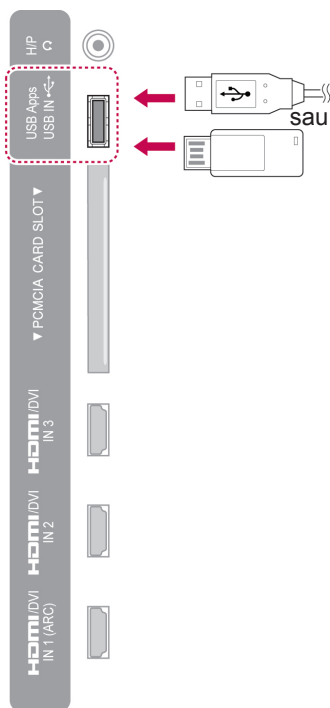 H/P
USB Apps
USB IN
sau
▼ PCMCIA CARD SLOT ▼
HDMI/DVI
IN 3
HDMI/DVI
IN 2
HDMI/DVI
IN 1 (ARC)